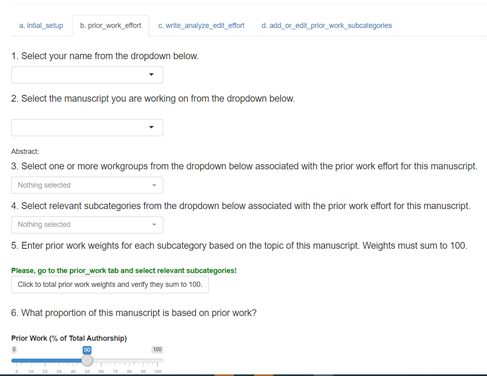 a. intial_setup b. prior_work_effort c. write_analyze_edit_effort d. add_or_edit_prior_work_subcategories
1. Select your name from the dropdown below.
2. Select the manuscript you are working on from the dropdown below.
Abstract:
3. Select one or more workgroups from the dropdown below associated with the prior work effort for this manuscript.
Nothing selected
4. Select relevant subcategories from the dropdown below associated with the prior work effort for this manuscript.
Nothing selected
5. Enter prior work weights for each subcategory based on the topic of this manuscript. Weights must sum to 100.
Please, go to the prior_work tab and select relevant subcategories!
Click to total prior work weights and verify they sum to 100.
6. What proportion of this manuscript is based on prior work?
Prior Work (% of Total Authorship)
0 50 100
0 10 20 30 40 50 60 70 80 90 100